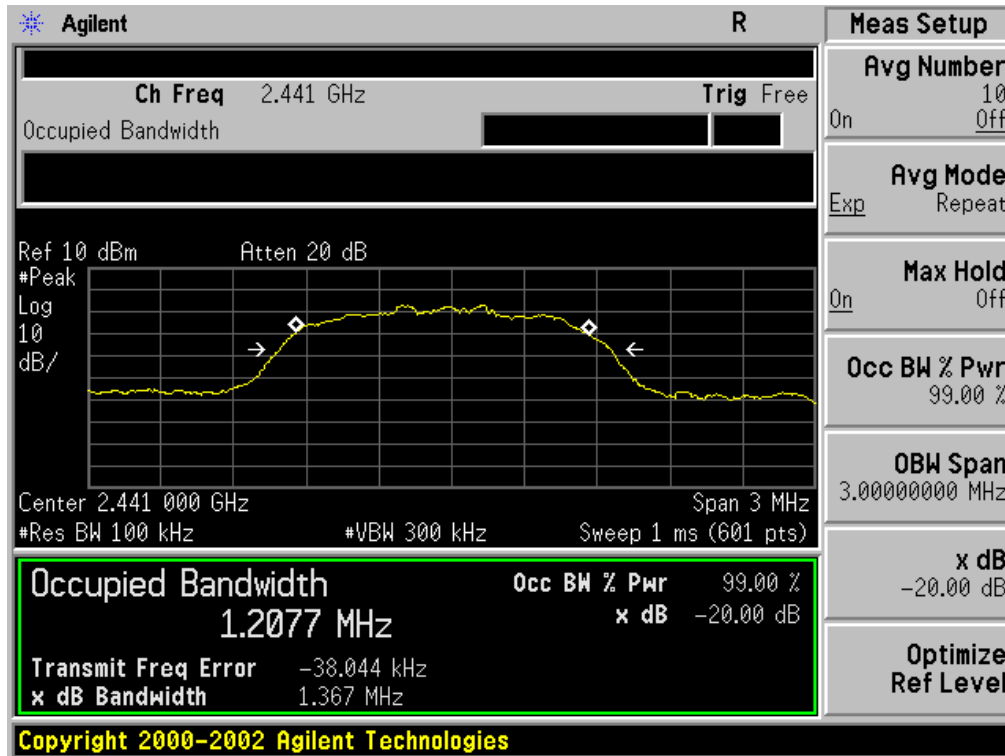 Agilent
R
Meas Setup
Ch Freq 2.441 GHz
Trig Free
Occupied Bandwidth
Avg Number
10
On Off
Avg Mode
Exp Repeat
Max Hold
On Off
Occ BW % Pwr
99.00 %
OBW Span
3.00000000 MHz
x dB
-20.00 dB
Optimize
Ref Level
Ref 10 dBm
Atten 20 dB
#Peak
Log
10
dB/
Center 2.441 000 GHz
Span 3 MHz
#Res BW 100 kHz
#VBW 300 kHz
Sweep 1 ms (601 pts)
Occupied Bandwidth
1.2077 MHz
Occ BW % Pwr 99.00 %
x dB -20.00 dB
Transmit Freq Error -38.044 kHz
x dB Bandwidth 1.367 MHz
Copyright 2000-2002 Agilent Technologies